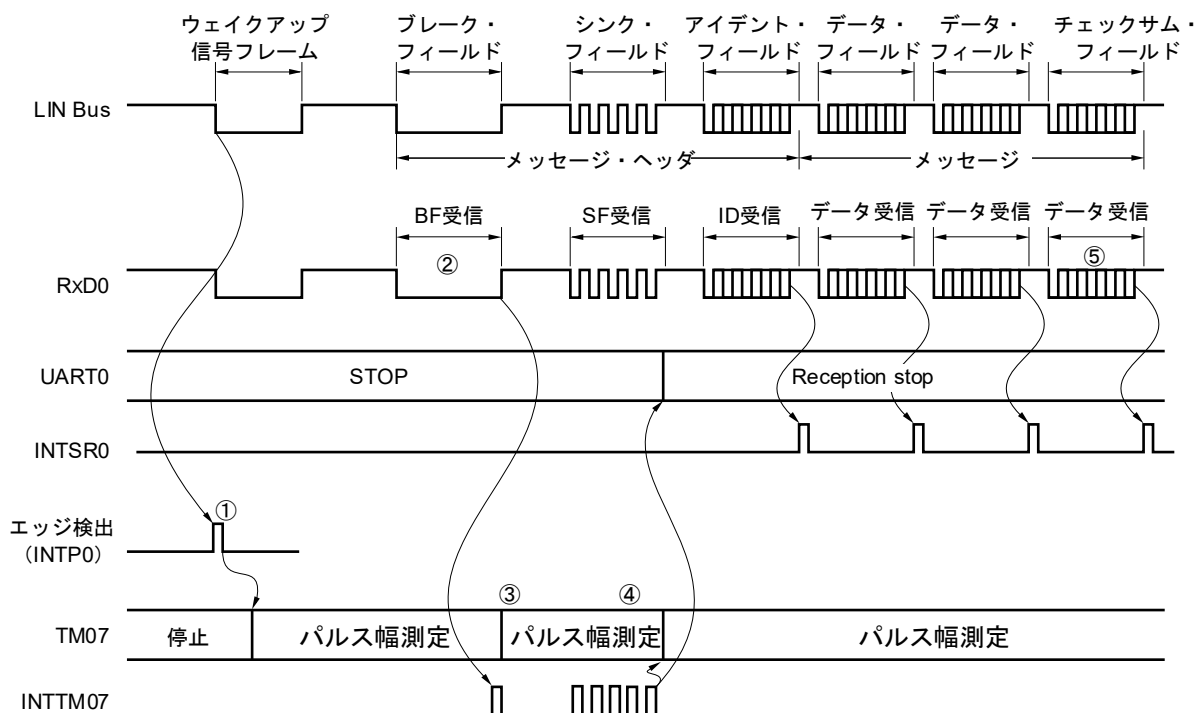 ウェイクアップ
信号フレーム
ブレーク・
フィールド
シンク・
フィールド
アイデント・
フィールド
データ・
フィールド
データ・
フィールド
チェックサム・
フィールド
LIN Bus
メッセージ・ヘッダ
メッセージ
BF受信
SF受信
ID受信
データ受信
データ受信
データ受信
②
⑤
RxD0
UART0
STOP
Reception stop
INTSR0
①
エッジ検出
(INTP0)
③
④
TM07
停止
パルス幅測定
パルス幅測定
パルス幅測定
INTTM07